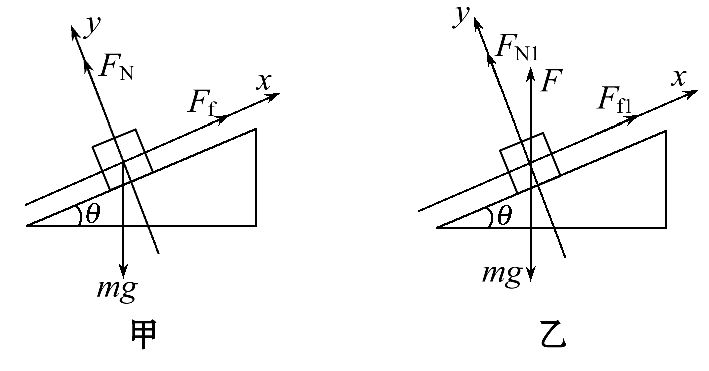 y
F_N
x
F_f
θ
mg
甲
y
F_N1
F
x
F_f1
θ
mg
乙